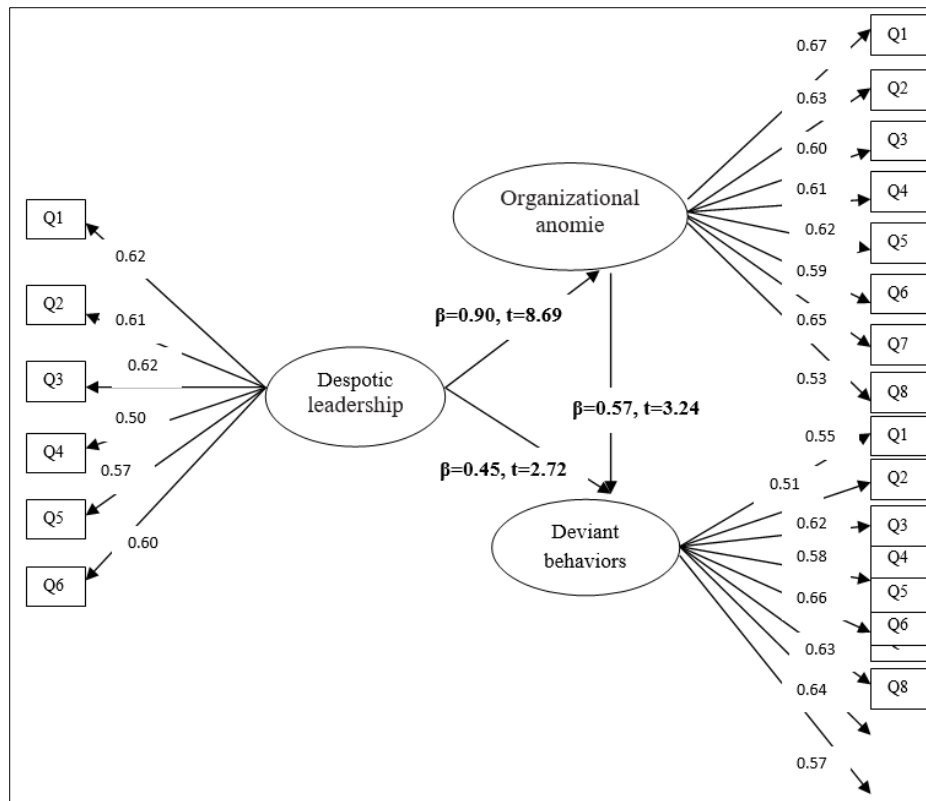 Q1
Q2
Q3
Q4
Q5
Q6
0.62
0.61
0.62
0.50
0.57
0.60
Despotic
leadership
β=0.90, t=8.69
β=0.45, t=2.72
Organizational
anomie
β=0.57, t=3.24
Deviant
behaviors
0.67
0.63
0.60
0.61
0.62
0.59
0.65
0.53
Q1
Q2
Q3
Q4
Q5
Q6
Q7
Q8
0.55
0.51
0.62
0.58
0.66
0.63
0.64
0.57
Q1
Q2
Q3
Q4
Q5
Q6
Q8